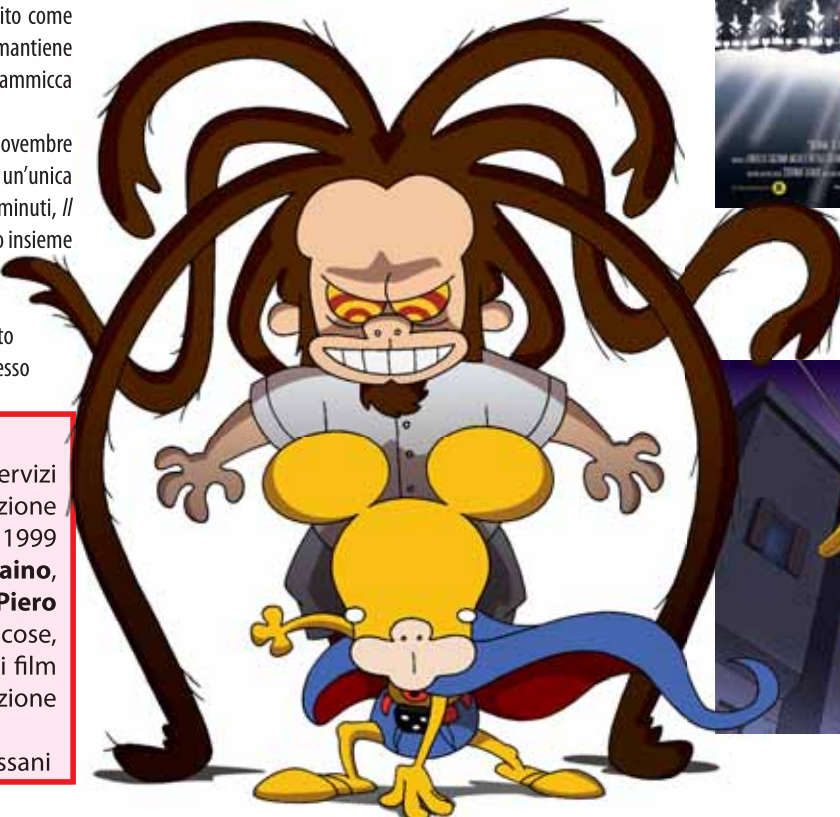 ito come
mantiene
ammicca
ovembre
un'unica
minuti, Il
o insieme
to
esso
ervizi
zione
1999
aino,
Piero
cose,
i film
zione
ssani